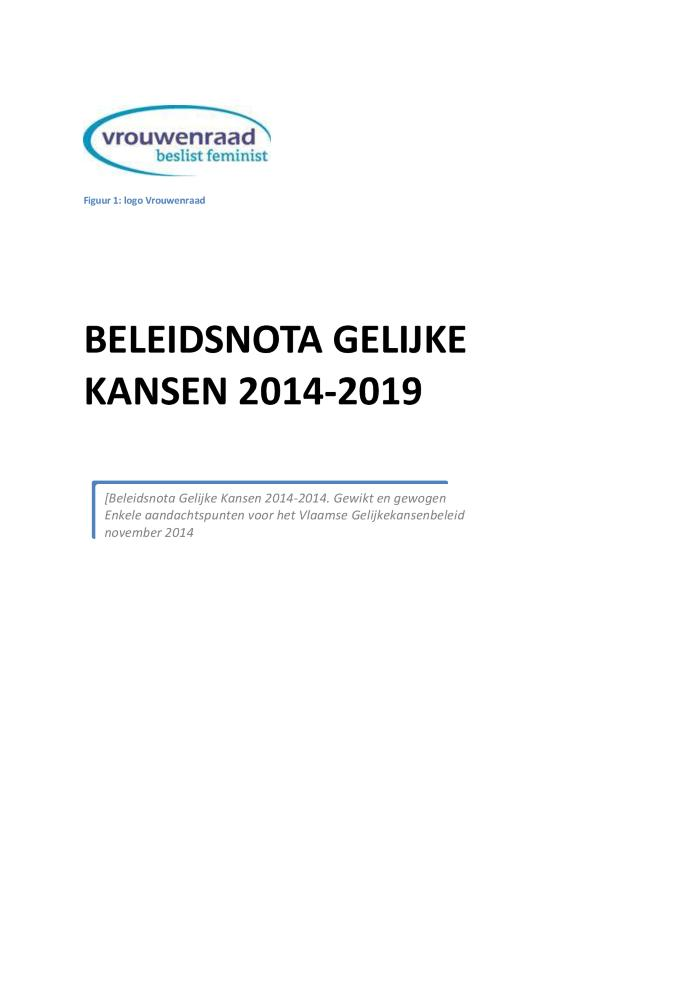 vrouwenraad
beslist feminist
Figuur 1: logo Vrouwenraad
BELEIDSNOTA GELIJKE
KANSEN 2014-2019
[Beleidsnota Gelijke Kansen 2014-2014. Gewikt en gewogen
Enkele aandachtspunten voor het Vlaamse Gelijkekansenbeleid
november 2014